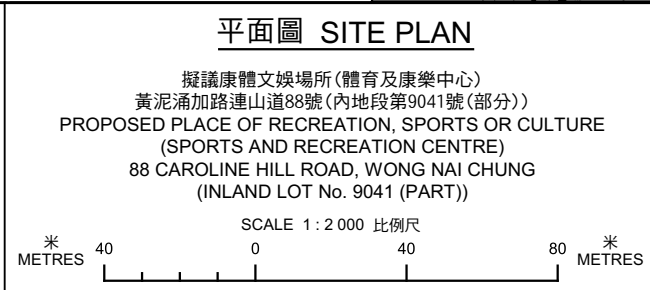 平面圖 SITE PLAN
擬議康體文娛場所(體育及康樂中心)
黃泥涌加路連山道88號(內地段第9041號(部分))
PROPOSED PLACE OF RECREATION, SPORTS OR CULTURE
(SPORTS AND RECREATION CENTRE)
88 CAROLINE HILL ROAD, WONG NAI CHUNG
(INLAND LOT No. 9041 (PART))
SCALE 1 : 2 000 比例尺
米 METRES 40 0 40 80 米 METRES